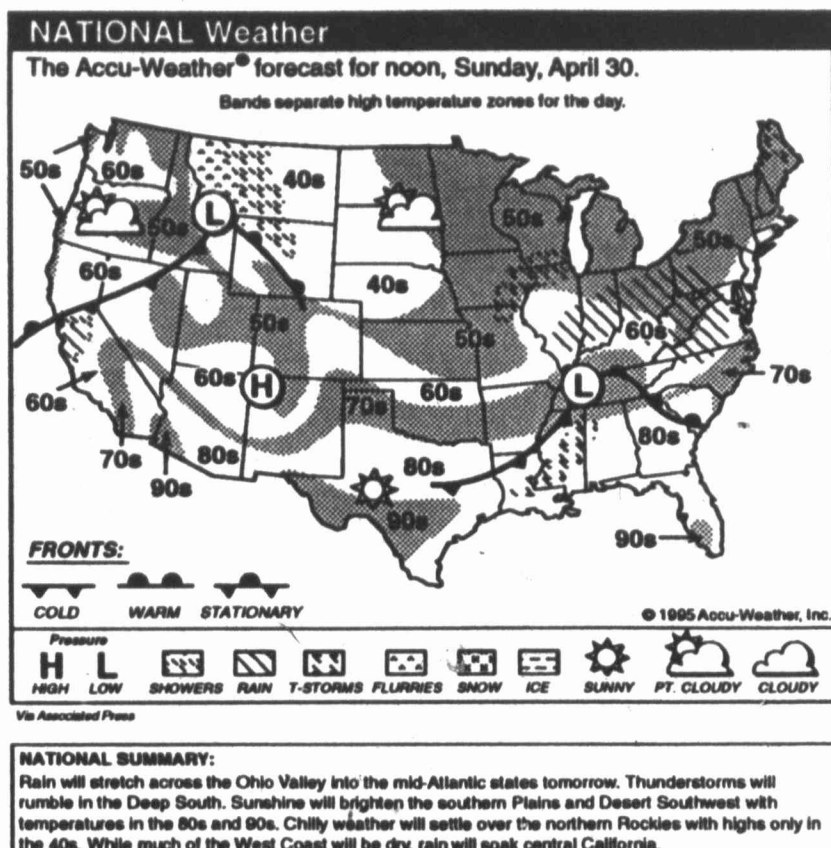 NATIONAL Weather
The Accu-Weather® forecast for noon, Sunday, April 30.
Bands separate high temperature zones for the day.
50s
60s
50s
L
40s
50s
50s
60s
40s
50s
50s
60s
60s
H
60s
70s
L
70s
60s
70s
90s
80s
80s
80s
90s
90s
FRONTS:
COLD WARM STATIONARY
© 1995 Accu-Weather, Inc.
Pressure
H L
HIGH LOW SHOWERS RAIN T-STORMS FLURRIES SNOW ICE SUNNY PT. CLOUDY CLOUDY
Via Associated Press
NATIONAL SUMMARY:
Rain will stretch across the Ohio Valley into the mid-Atlantic states tomorrow. Thunderstorms will
rumble in the Deep South. Sunshine will brighten the southern Plains and Desert Southwest with
temperatures in the 80s and 90s. Chilly weather will settle over the northern Rockies with highs only in
the 40s. While much of the West Coast will be dry, rain will soak central California.